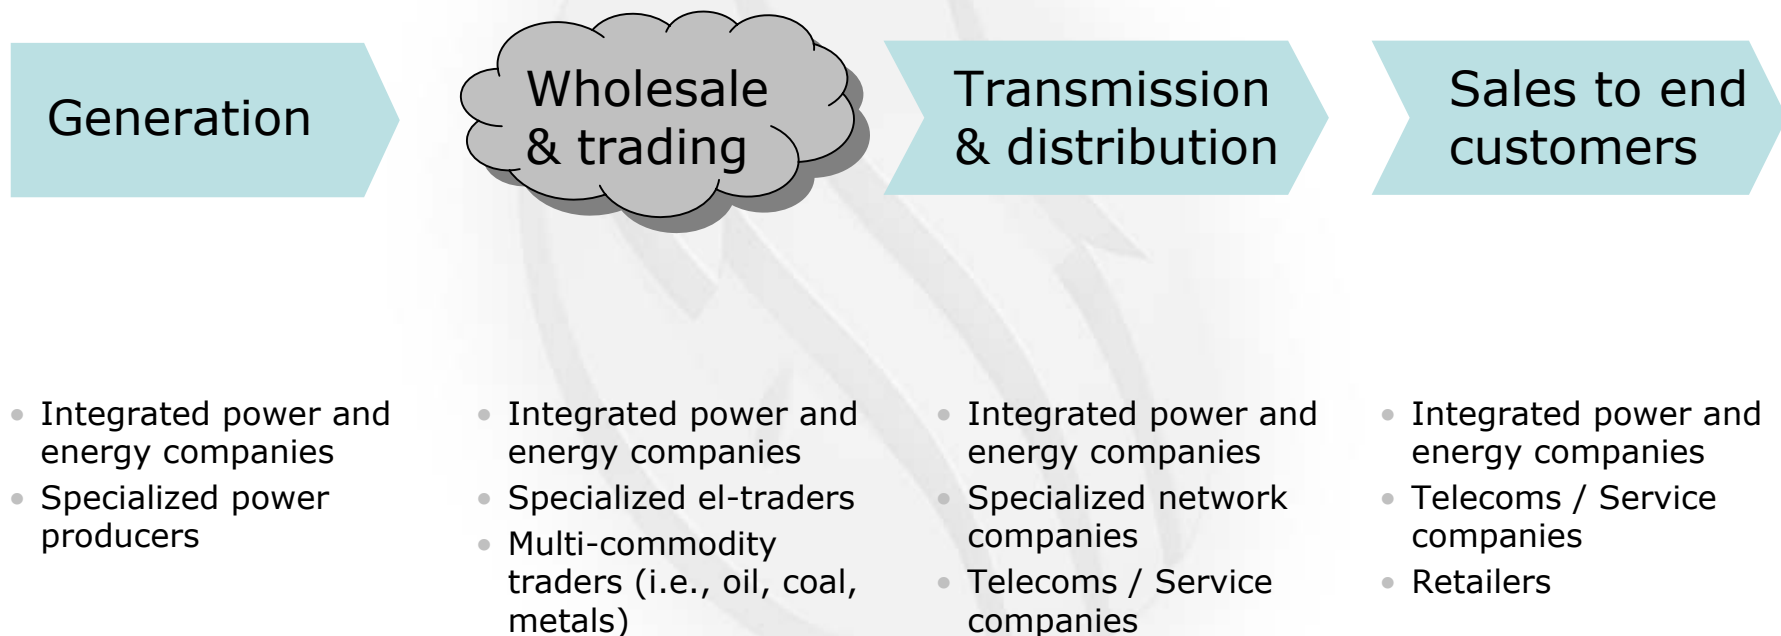 Generation
Wholesale
& trading
Transmission
& distribution
Sales to end
customers
• Integrated power and
energy companies
• Specialized power
producers
• Integrated power and
energy companies
• Specialized el-traders
• Multi-commodity
traders (i.e., oil, coal,
metals)
• Integrated power and
energy companies
• Specialized network
companies
• Telecoms / Service
companies
• Integrated power and
energy companies
• Telecoms / Service
companies
• Retailers